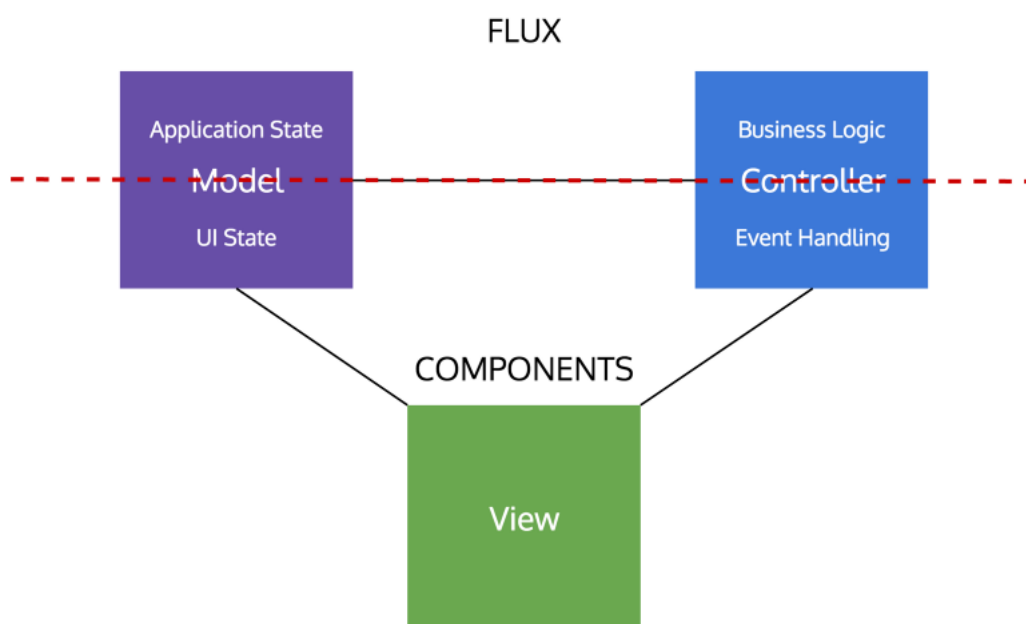 FLUX
Application State
Model
UI State
Business Logic
Controller
Event Handling
COMPONENTS
View